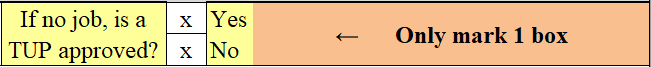 If no job, is a x Yes
← Only mark 1 box
TUP approved? x No